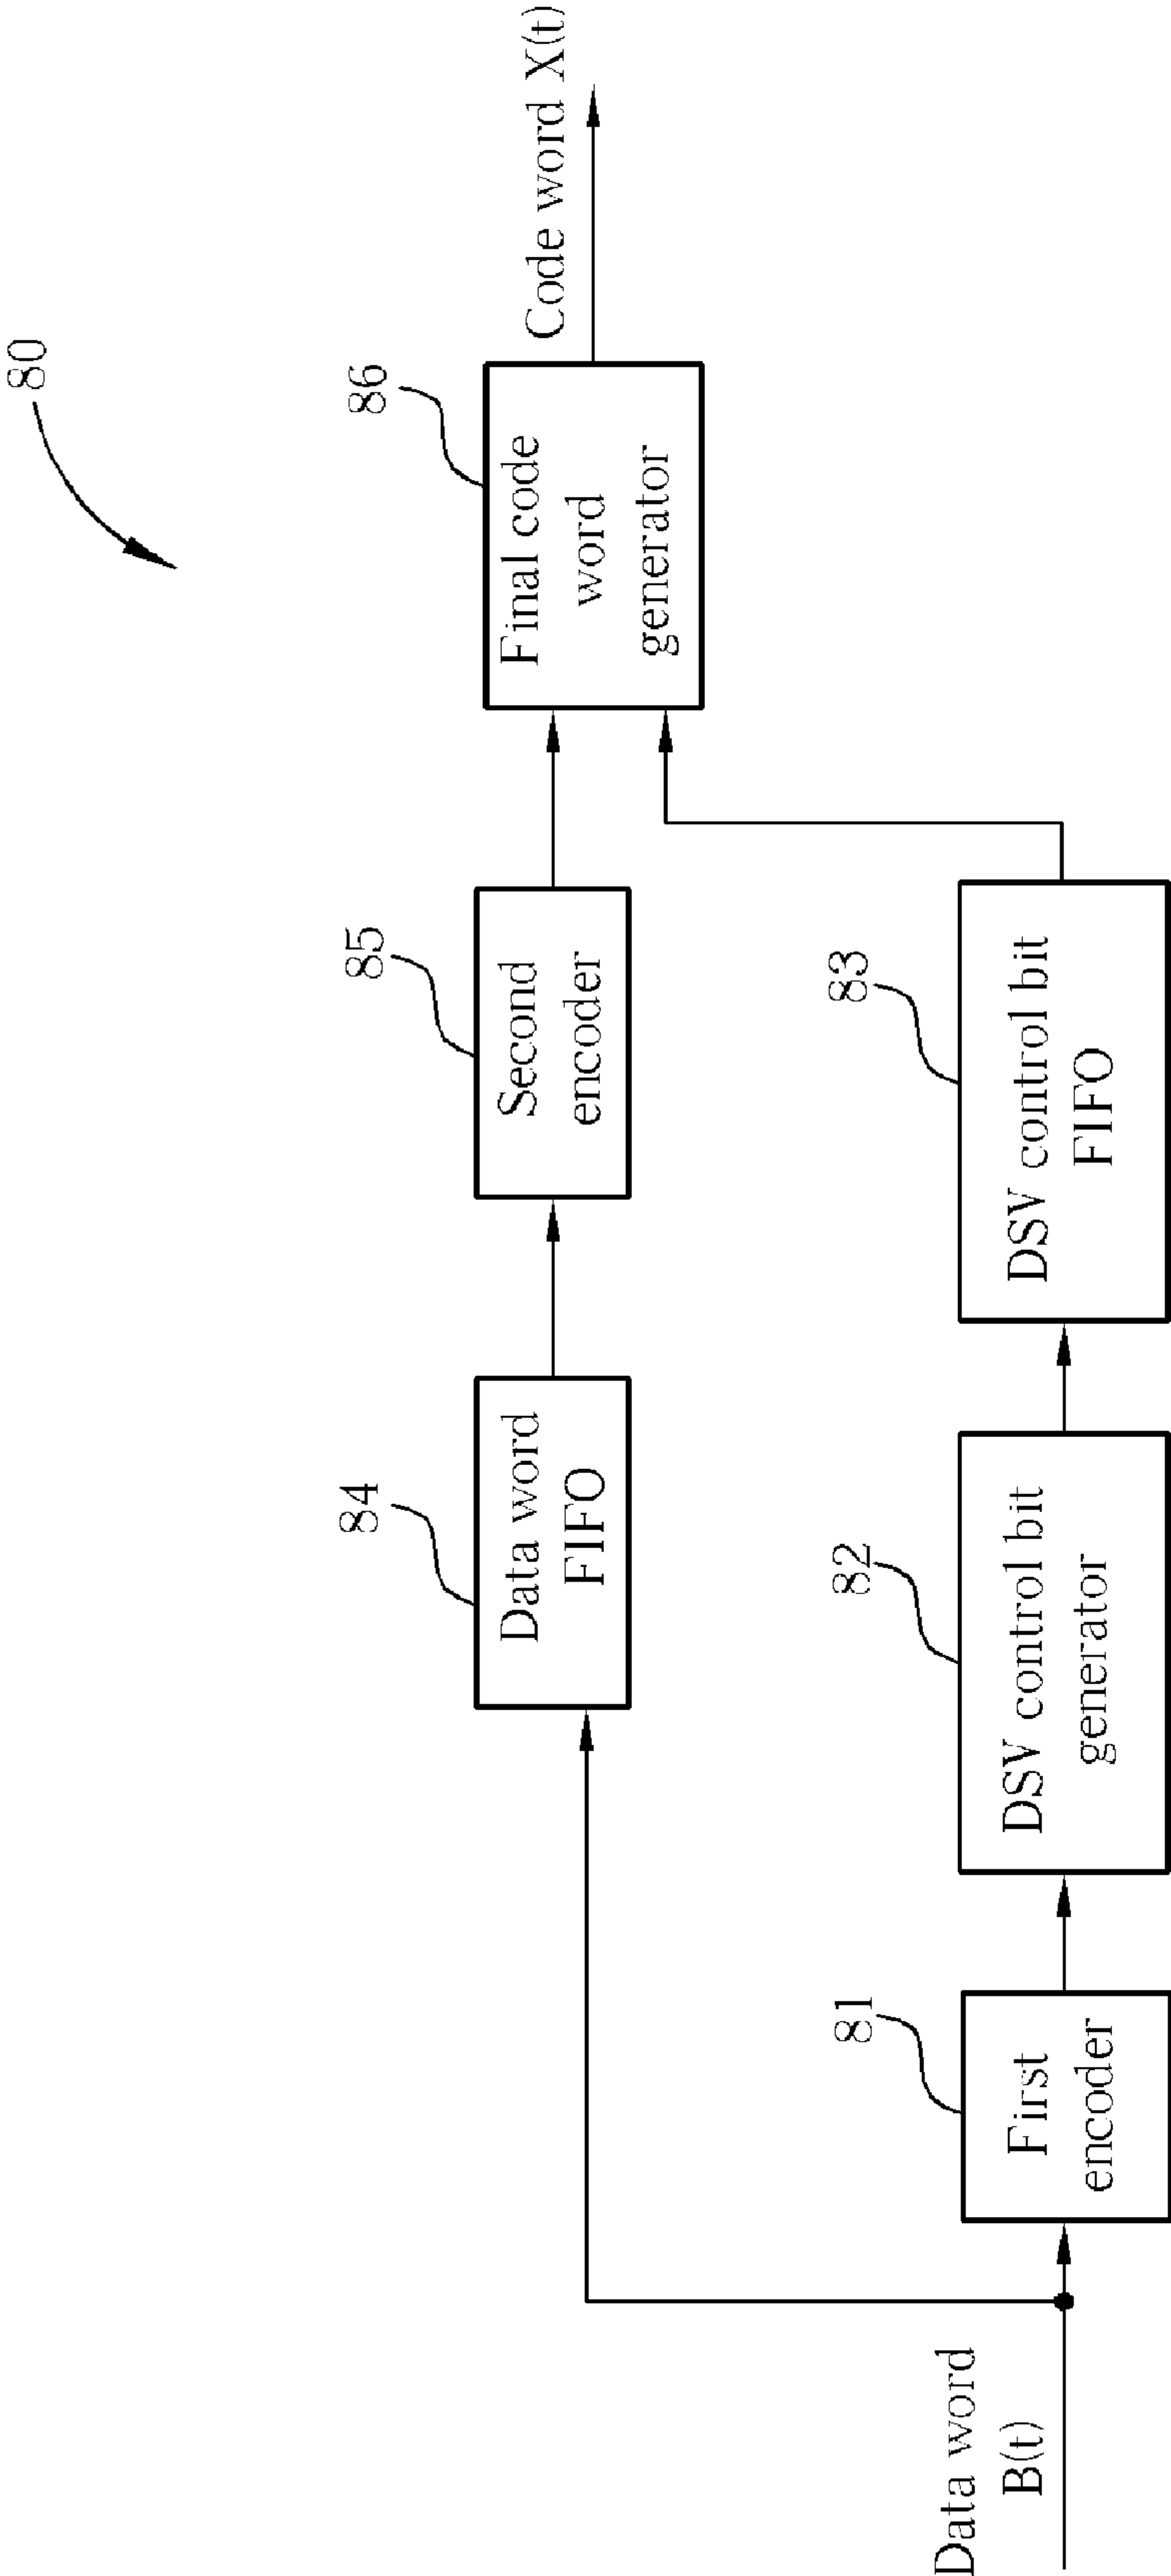 80
Code word X(t)
86
Final code
word
generator
85
Second
encoder
84
Data word
FIFO
83
DSV control bit
FIFO
82
DSV control bit
generator
81
First
encoder
Data word
B(t)